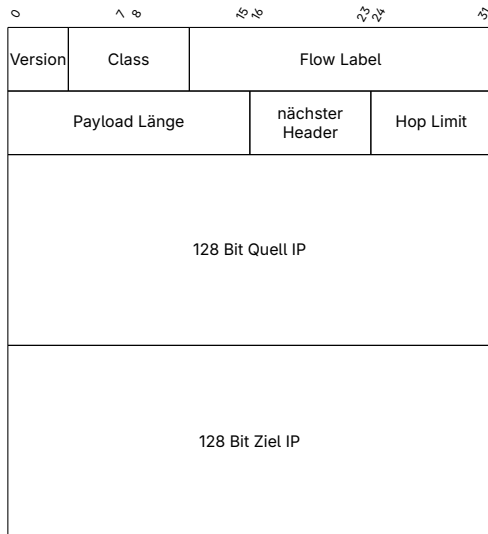 0 7 8 15 16 23 24 31
Version Class Flow Label
Payload Länge nächster Header Hop Limit
128 Bit Quell IP
128 Bit Ziel IP